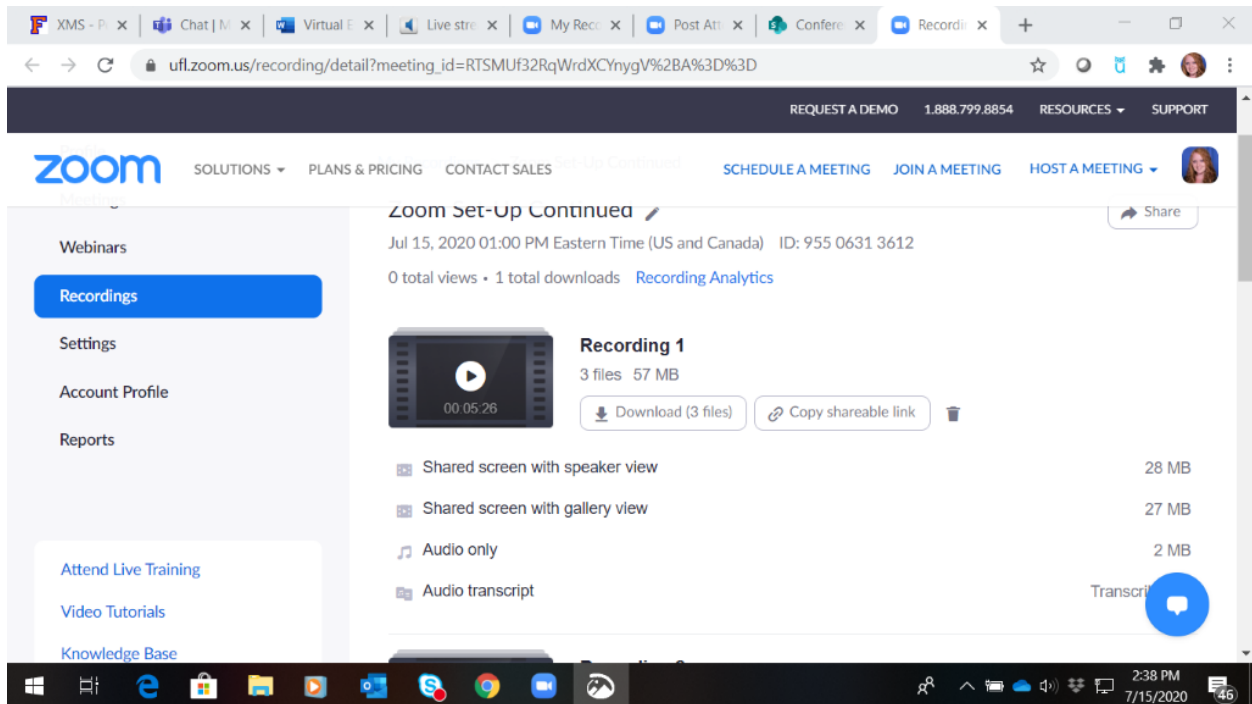 XMS - P
Chat | M
Virtual E
Live stre
My Reco
Post Att
Confere
Recordin
ufl.zoom.us/recording/detail?meeting_id=RTSMUf32RqWrdXCYnygV%2BA%3D%3D
REQUEST A DEMO 1.888.799.8854 RESOURCES SUPPORT
zoom SOLUTIONS PLANS & PRICING CONTACT SALES SCHEDULE A MEETING JOIN A MEETING HOST A MEETING
Webinars
Recordings
Settings
Account Profile
Reports
Attend Live Training
Video Tutorials
Knowledge Base
Zoom Set-Up Continued
Share
Jul 15, 2020 01:00 PM Eastern Time (US and Canada) ID: 955 0631 3612
0 total views • 1 total downloads Recording Analytics
00:05:26
Recording 1
3 files 57 MB
Download (3 files) Copy shareable link
Shared screen with speaker view 28 MB
Shared screen with gallery view 27 MB
Audio only 2 MB
Audio transcript Transcri
2:38 PM
7/15/2020
46